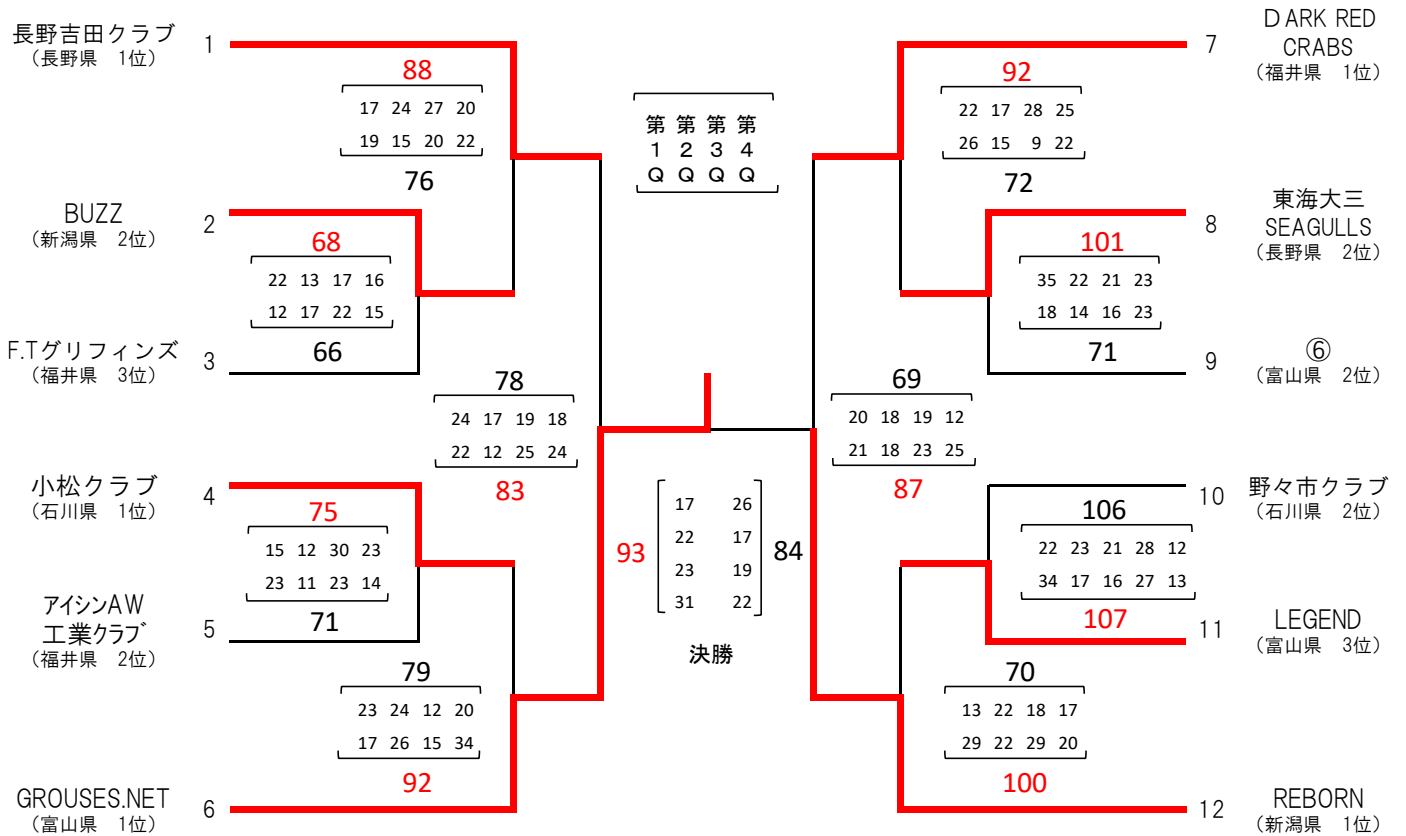 長野吉田クラブ
（長野県　1位）
1
88
17 24 27 20
19 15 20 22
76
BUZZ
（新潟県　2位）
2
68
22 13 17 16
12 17 22 15
66
F.Tグリフィンズ
（福井県　3位）
3
78
24 17 19 18
22 12 25 24
83
小松クラブ
（石川県　1位）
4
75
15 12 30 23
23 11 23 14
71
アイシンAW
工業クラブ
（福井県　2位）
5
79
23 24 12 20
17 26 15 34
92
GROUSES.NET
（富山県　1位）
6
第 第 第 第
1 2 3 4
Q Q Q Q
93
17 26
22 17
23 19
31 22
84
決勝
DARK RED
CRABS
（福井県　1位）
7
92
22 17 28 25
26 15 9 22
72
東海大三
SEAGULLS
（長野県　2位）
8
101
35 22 21 23
18 14 16 23
71
⑥
（富山県　2位）
9
69
20 18 19 12
21 18 23 25
87
野々市クラブ
（石川県　2位）
10
106
22 23 21 28 12
34 17 16 27 13
107
LEGEND
（富山県　3位）
11
70
13 22 18 17
29 22 29 20
100
REBORN
（新潟県　1位）
12